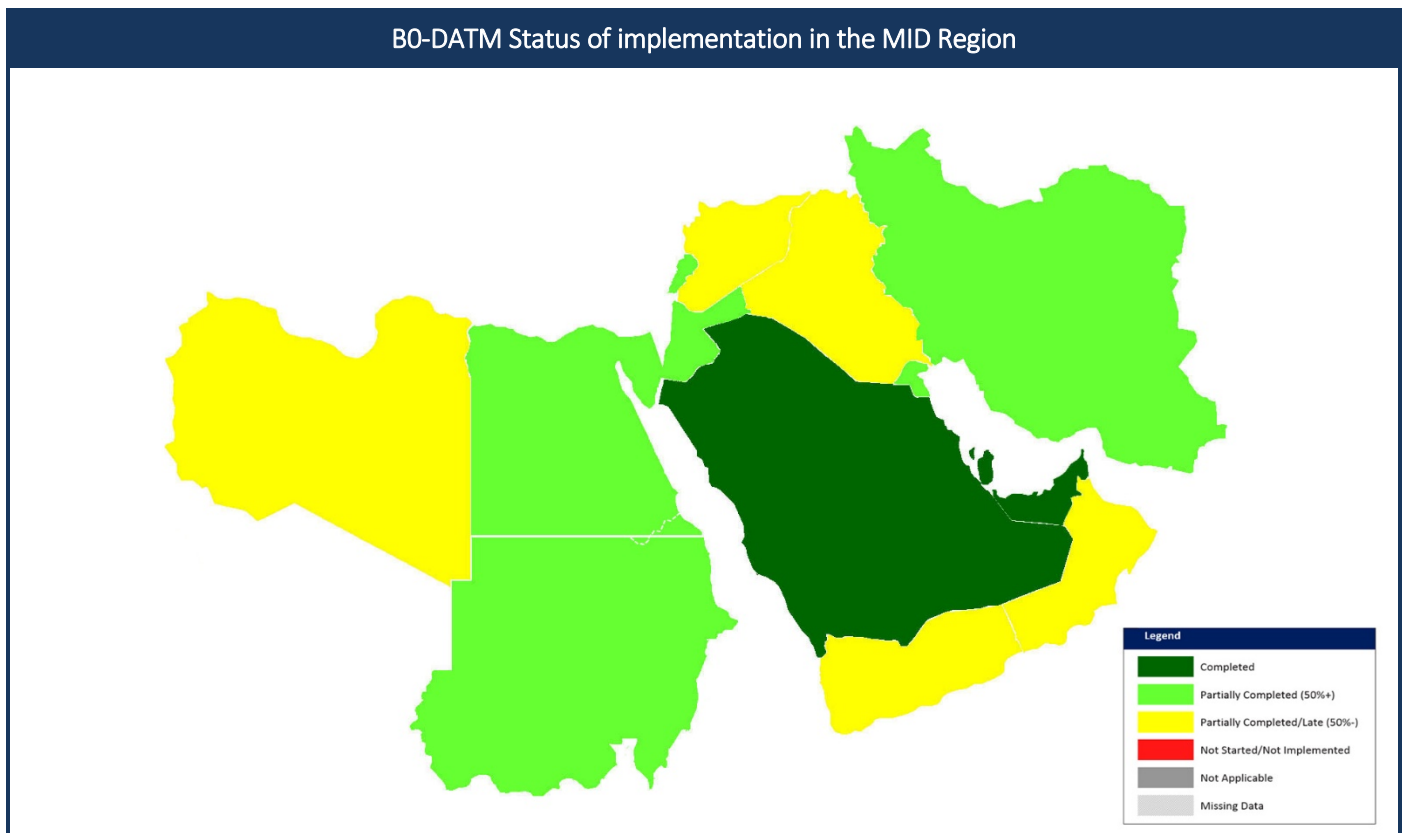 B0-DATM Status of implementation in the MID Region
Legend
Completed
Partially Completed (50%+)
Partially Completed/Late (50%-)
Not Started/Not Implemented
Not Applicable
Missing Data